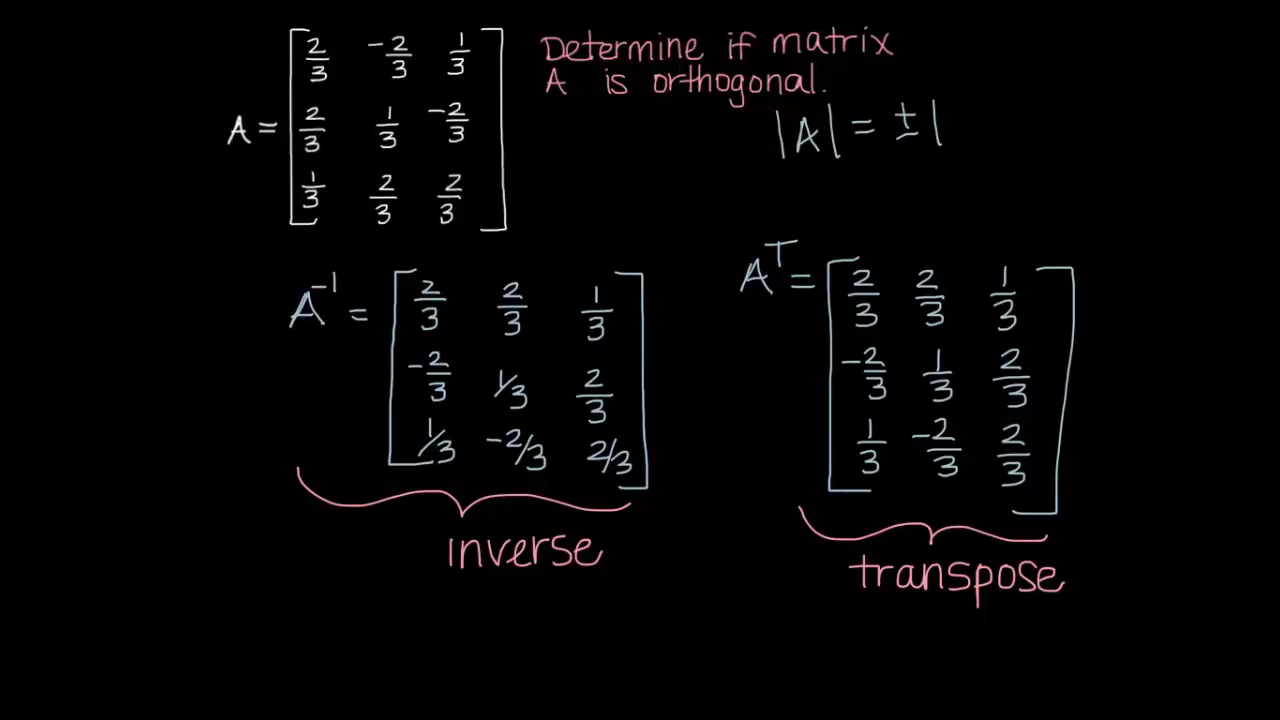 Determine if matrix
A is orthogonal.
A = [ 2/3 -2/3 1/3
2/3 1/3 -2/3
1/3 2/3 2/3 ]
|A| = ±1
A⁻¹ = [ 2/3 2/3 1/3
-2/3 1/3 2/3
1/3 -2/3 2/3 ]
inverse
Aᵀ = [ 2/3 2/3 1/3
-2/3 1/3 2/3
1/3 -2/3 2/3 ]
transpose